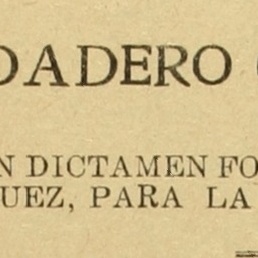 DADERO
N DICTAMEN FO
UEZ, PARA LA